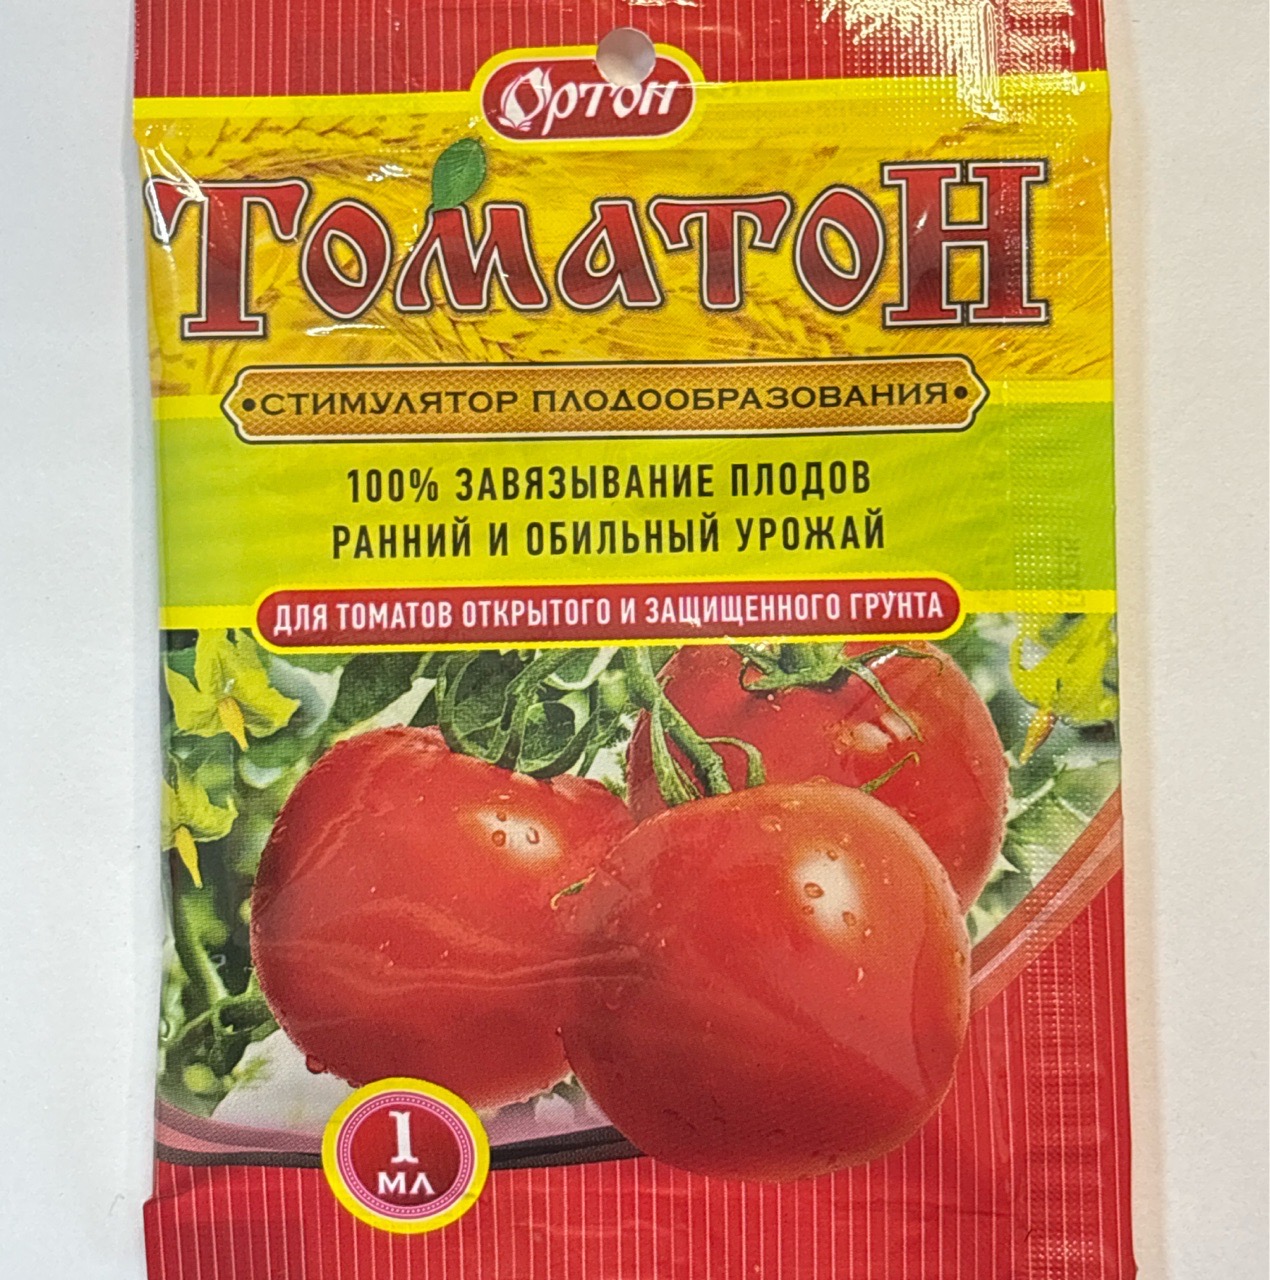 Ортон
Томатон
•СТИМУЛЯТОР ПЛОДООБРАЗОВАНИЯ•
100% ЗАВЯЗЫВАНИЕ ПЛОДОВ
РАННИЙ И ОБИЛЬНЫЙ УРОЖАЙ
ДЛЯ ТОМАТОВ ОТКРЫТОГО И ЗАЩИЩЕННОГО ГРУНТА
1
МЛ